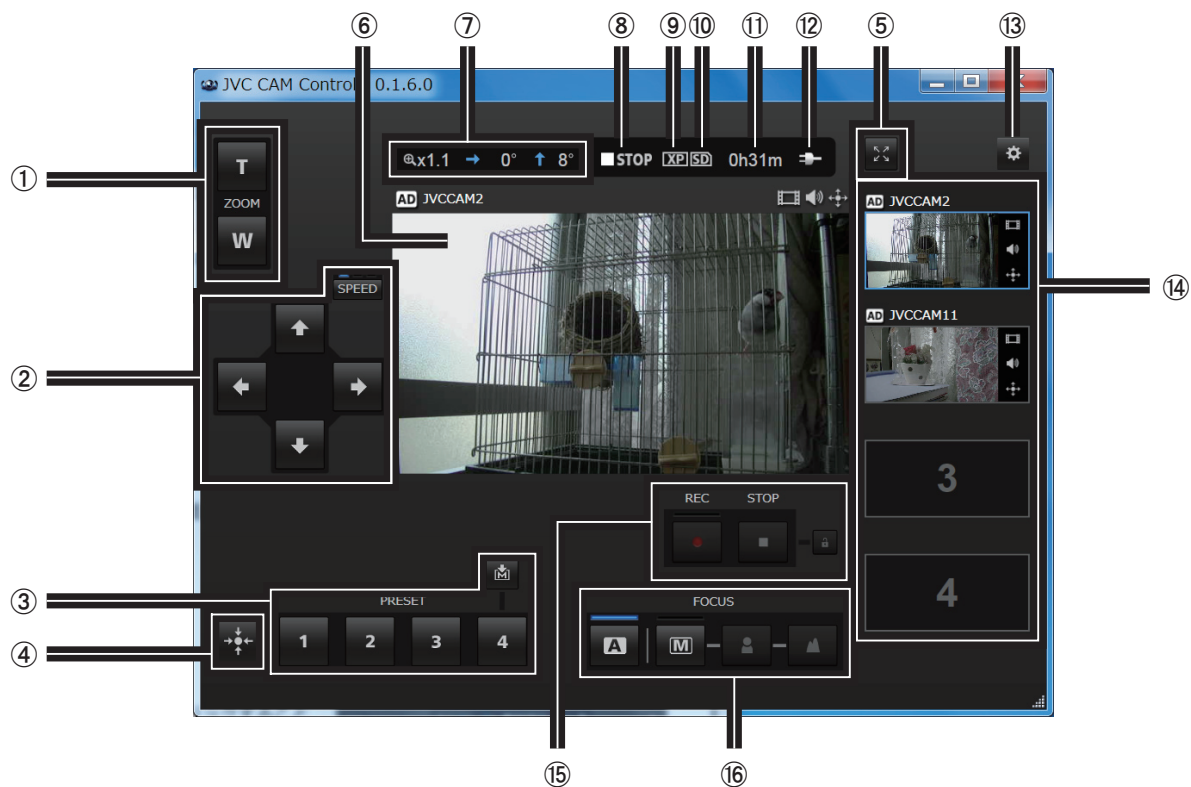 ⑥ ⑦ ⑧ ⑨ ⑩ ⑪ ⑫ ⑤ ⑬
JVC CAM Control 0.1.6.0
①
T
ZOOM
W
x1.1 → 0° ↑ 8°
STOP XP SD 0h31m
AD JVCCAM2
AD JVCCAM2
⑭
②
SPEED
AD JVCCAM11
3
4
REC STOP
⑮
③
M
PRESET
1 2 3 4
④
FOCUS
A M
⑯